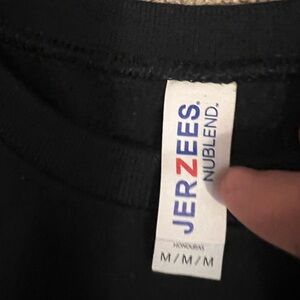 JERZEES.
NUBLEND.
HONDURAS
M/M/M